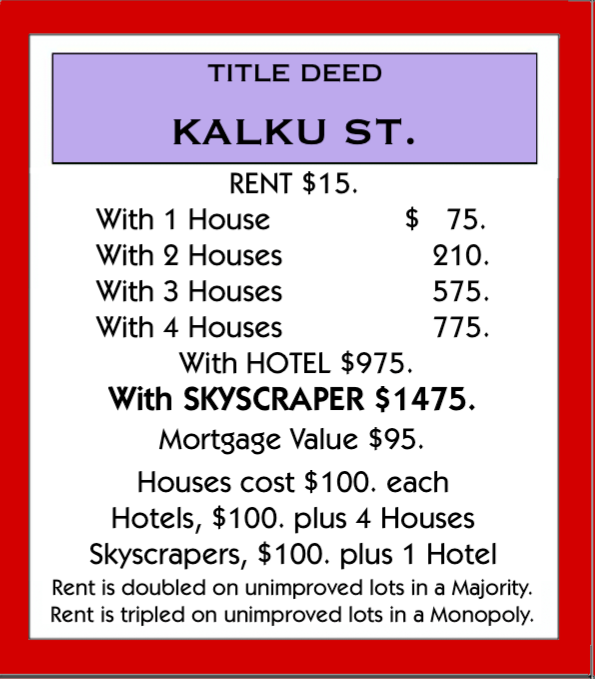 TITLE DEED
KALKU ST.
RENT $15.
With 1 House $ 75.
With 2 Houses 210.
With 3 Houses 575.
With 4 Houses 775.
With HOTEL $975.
With SKYSCRAPER $1475.
Mortgage Value $95.
Houses cost $100. each
Hotels, $100. plus 4 Houses
Skyscrapers, $100. plus 1 Hotel
Rent is doubled on unimproved lots in a Majority.
Rent is tripled on unimproved lots in a Monopoly.